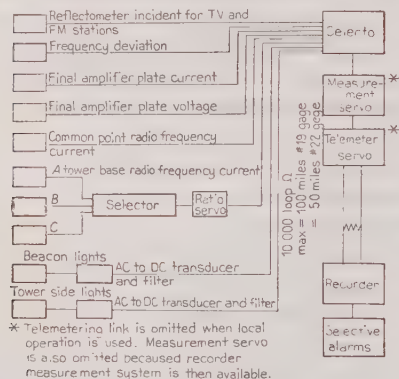 Reflectometer incident for TV and
FM stations
Frequency deviation
Final amplifier plate current
Final amplifier plate voltage
Common point radio frequency
current
A tower base radio frequency current
B
C
Selector
Ratio
servo
Beacon lights
AC to DC transducer
and filter
Tower side lights
AC to DC transducer and filter
Measure-
ment
servo
*
Telemeter
servo
*
10 000 loop Ω
max = 100 miles #19 gage
= 50 miles #22 gage
Recorder
Selective
alarms
* Telemetering link is omitted when local
operation is used. Measurement servo
is also omitted becaused recorder
measurement system is then available.